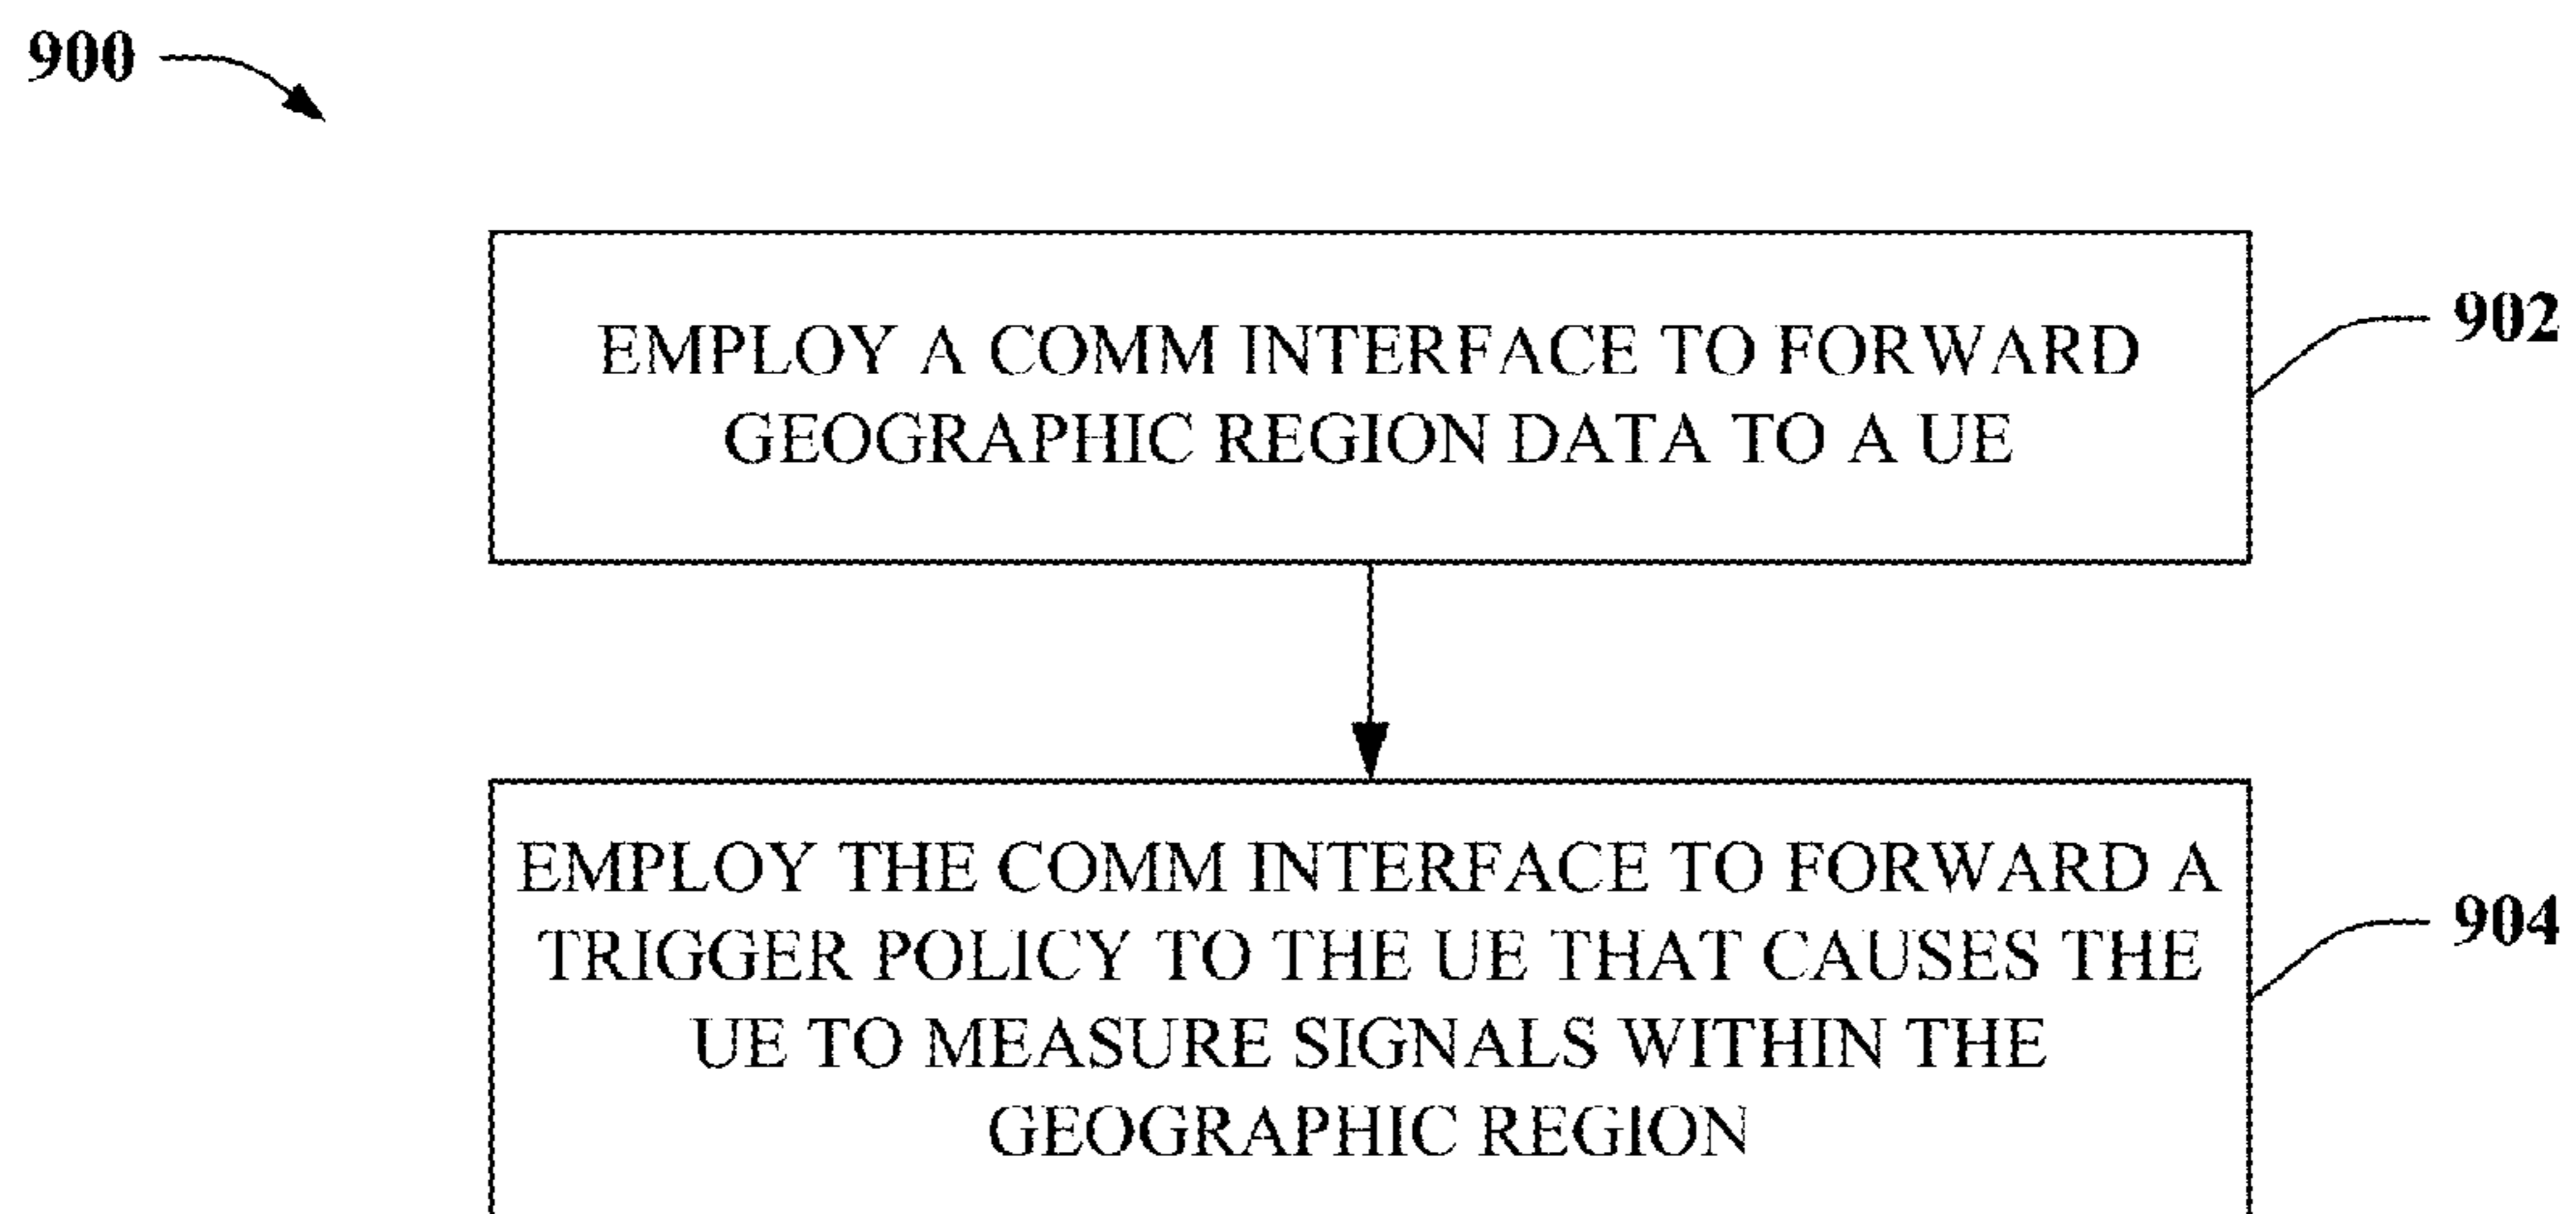 900
EMPLOY A COMM INTERFACE TO FORWARD
GEOGRAPHIC REGION DATA TO A UE
902
EMPLOY THE COMM INTERFACE TO FORWARD A
TRIGGER POLICY TO THE UE THAT CAUSES THE
UE TO MEASURE SIGNALS WITHIN THE
GEOGRAPHIC REGION
904